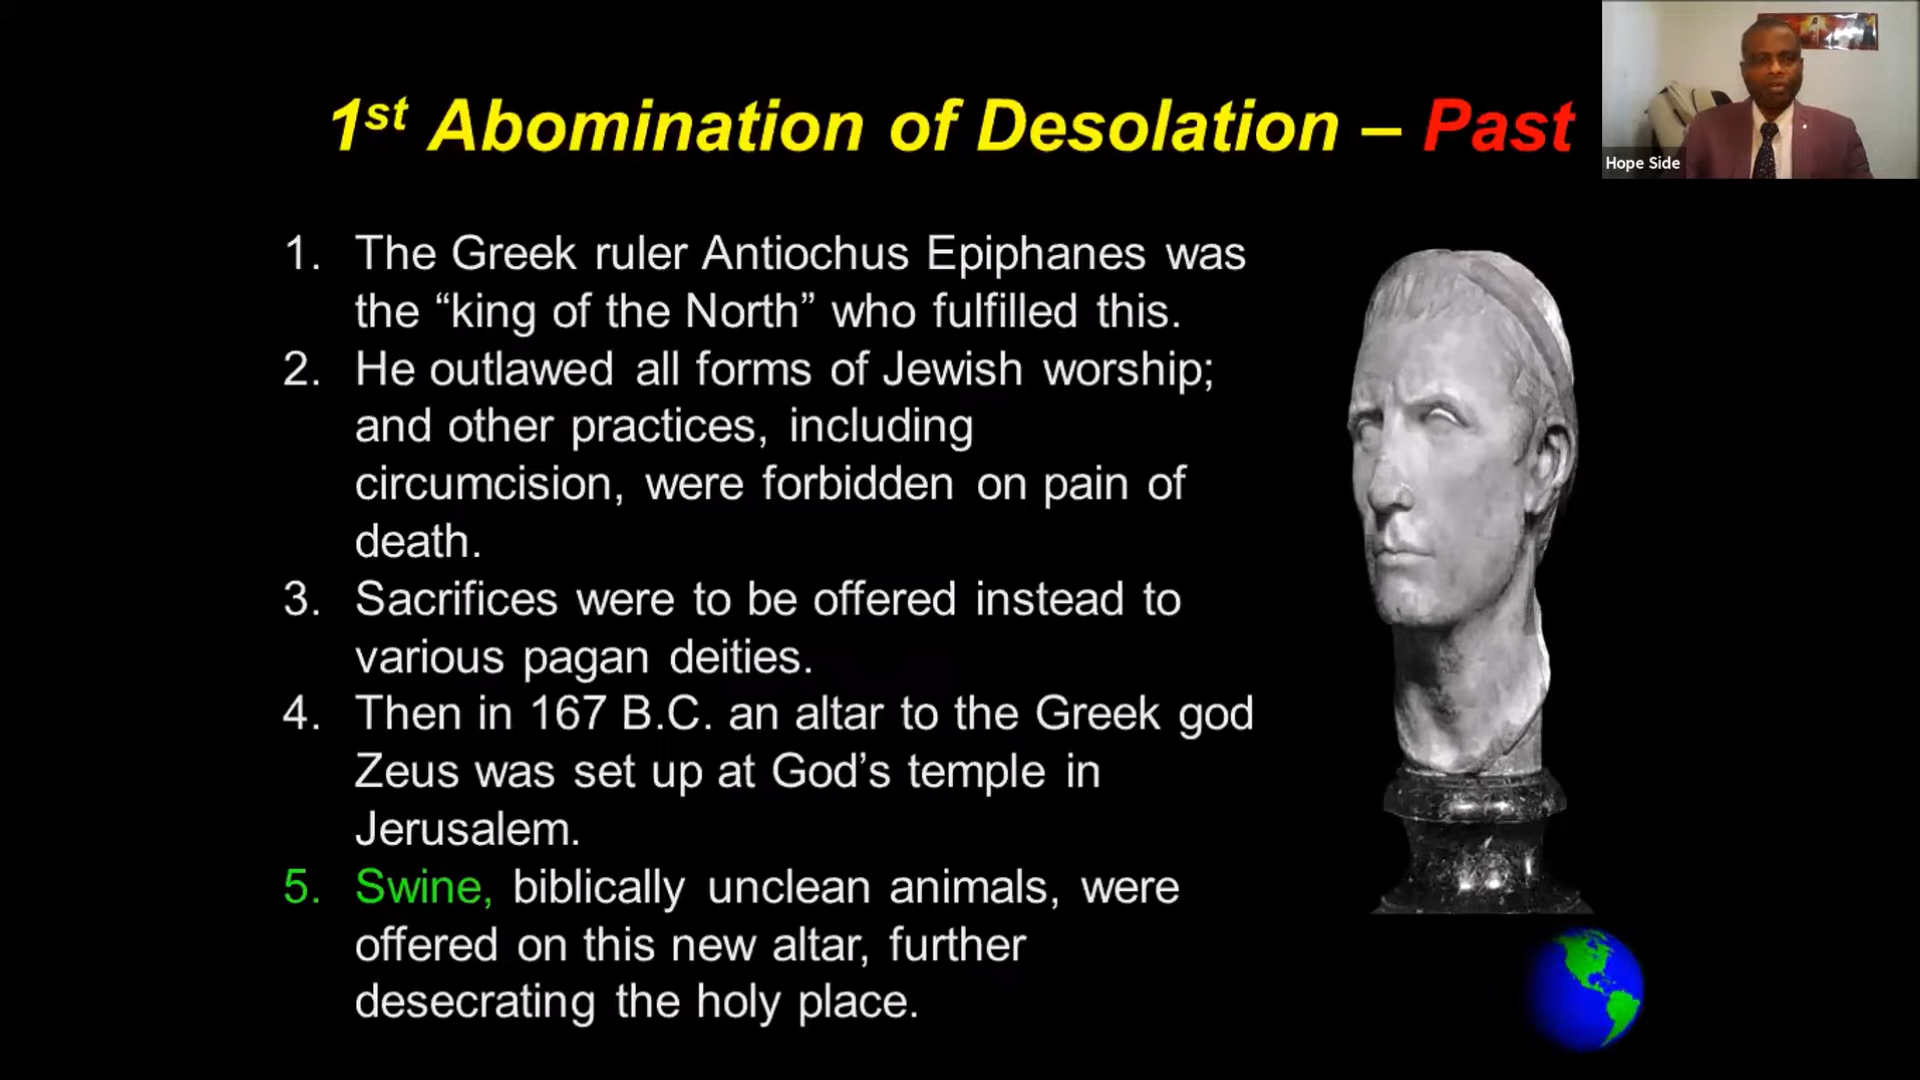 1st Abomination of Desolation – Past
Hope Side
1. The Greek ruler Antiochus Epiphanes was
the “king of the North” who fulfilled this.
2. He outlawed all forms of Jewish worship;
and other practices, including
circumcision, were forbidden on pain of
death.
3. Sacrifices were to be offered instead to
various pagan deities.
4. Then in 167 B.C. an altar to the Greek god
Zeus was set up at God’s temple in
Jerusalem.
5. Swine, biblically unclean animals, were
offered on this new altar, further
desecrating the holy place.